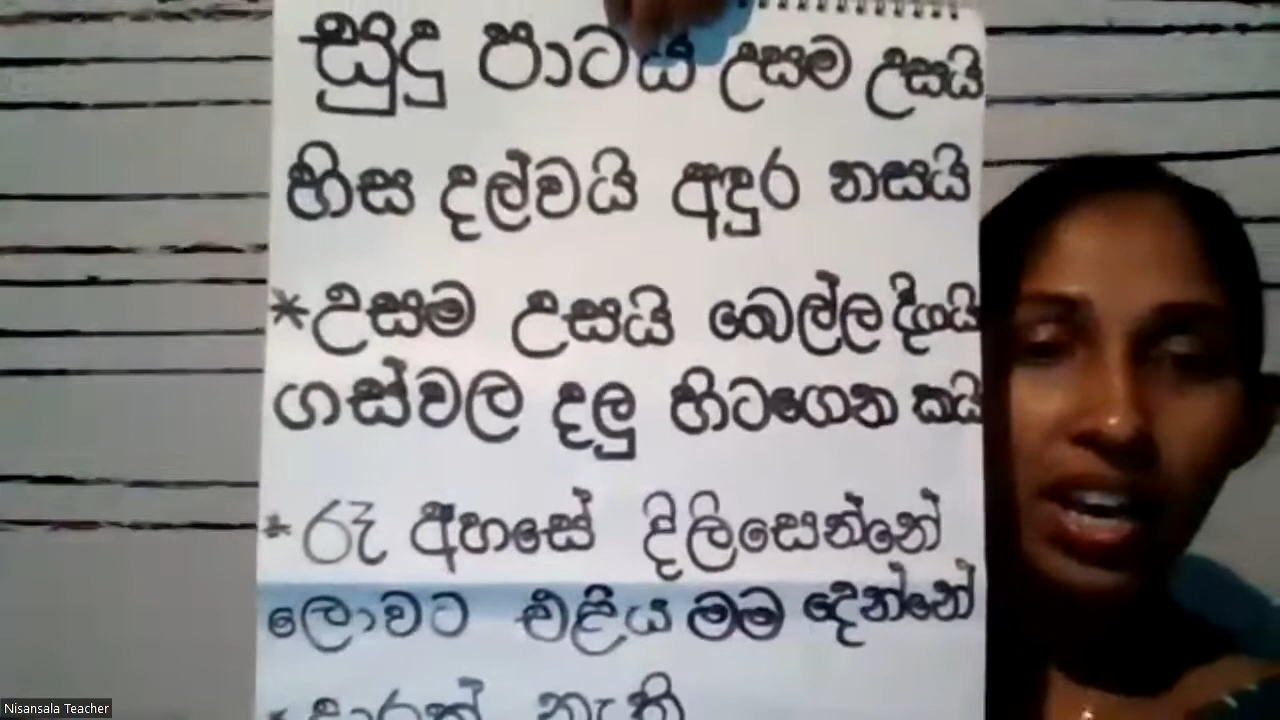 සුදු පාටය උසම උසයි
හිස දල්වයි අඳුර නසයි
*උසම උසයි බෙල්ල දිගයි
ගස්වල දලු හිටගෙන කයි
* රෑ අහසේ දිලිසෙන්නේ
ලොවට එළිය මම දෙන්නේ
නැති
Nisansala Teacher